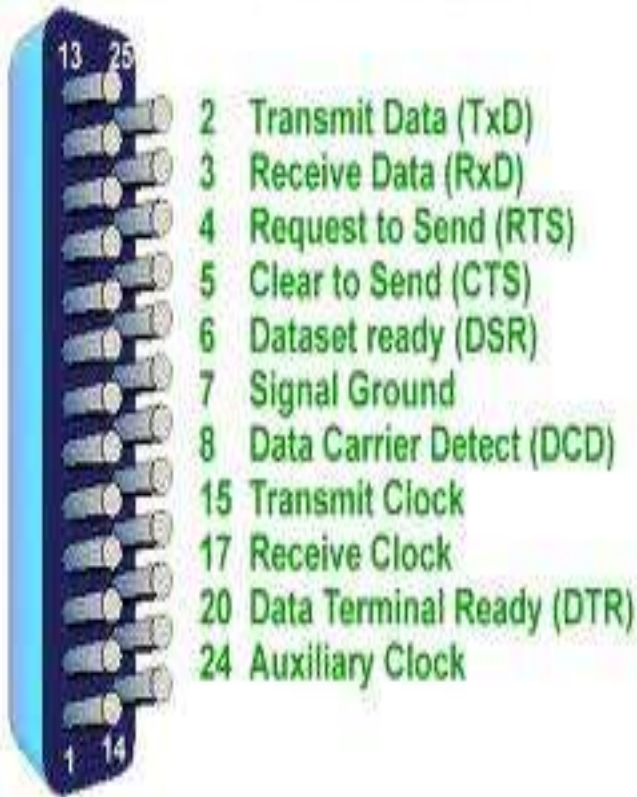 13 25
2 Transmit Data (TxD)
3 Receive Data (RxD)
4 Request to Send (RTS)
5 Clear to Send (CTS)
6 Dataset ready (DSR)
7 Signal Ground
8 Data Carrier Detect (DCD)
15 Transmit Clock
17 Receive Clock
20 Data Terminal Ready (DTR)
24 Auxiliary Clock
1 14